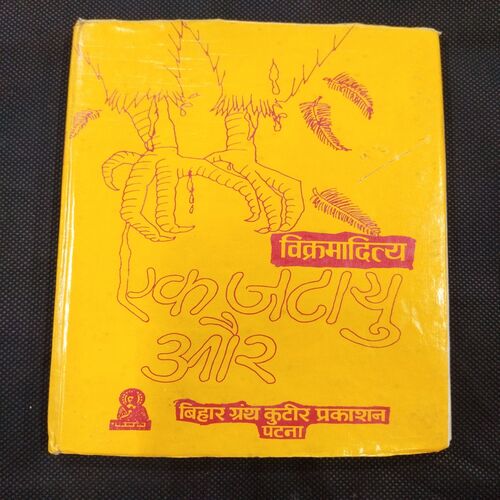 विक्रमादित्य
एक जटायु
और
बिहार ग्रंथ कुटीर प्रकाशन
पटना